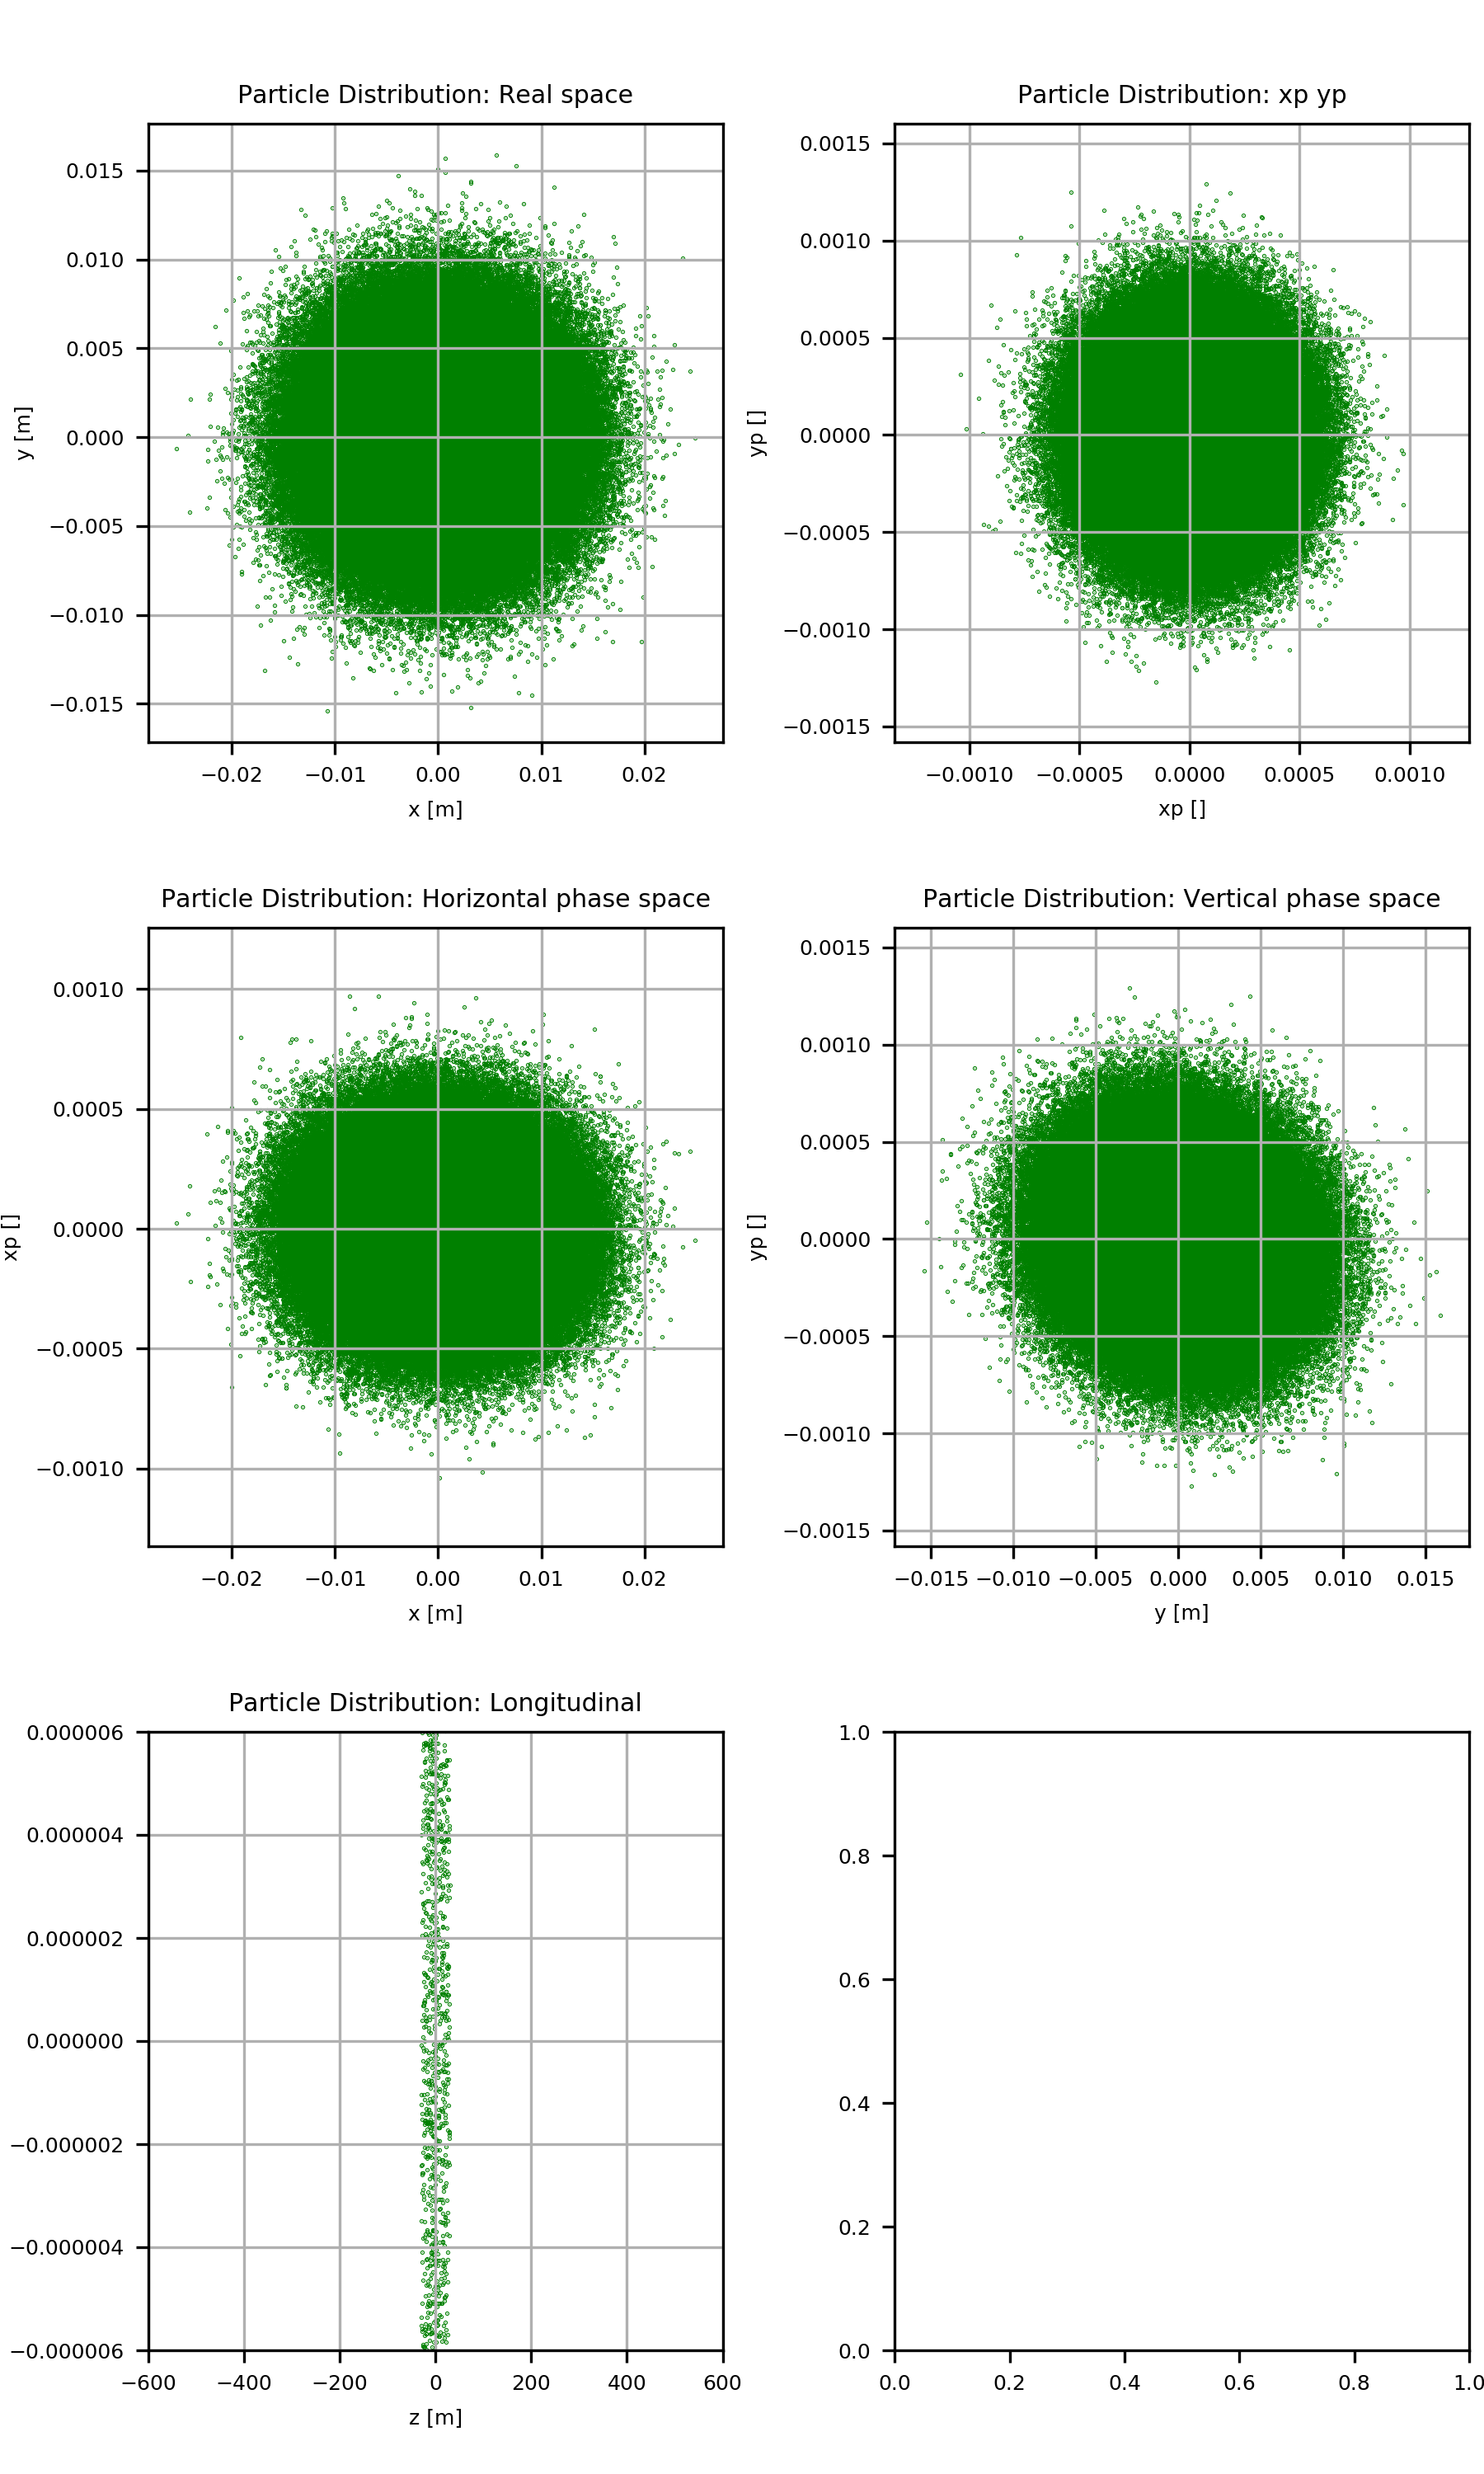 Particle Distribution: Real space
0.015
0.010
0.005
0.000
−0.005
−0.010
−0.015
y [m]
−0.02 −0.01 0.00 0.01 0.02
x [m]
Particle Distribution: xp yp
0.0015
0.0010
0.0005
0.0000
−0.0005
−0.0010
−0.0015
yp []
−0.0010 −0.0005 0.0000 0.0005 0.0010
xp []
Particle Distribution: Horizontal phase space
0.0010
0.0005
0.0000
−0.0005
−0.0010
xp []
−0.02 −0.01 0.00 0.01 0.02
x [m]
Particle Distribution: Vertical phase space
0.0015
0.0010
0.0005
0.0000
−0.0005
−0.0010
−0.0015
yp []
−0.015 −0.010 −0.005 0.000 0.005 0.010 0.015
y [m]
Particle Distribution: Longitudinal
0.000006
0.000004
0.000002
0.000000
−0.000002
−0.000004
−0.000006
−600 −400 −200 0 200 400 600
z [m]
1.0
0.8
0.6
0.4
0.2
0.0
0.0 0.2 0.4 0.6 0.8 1.0